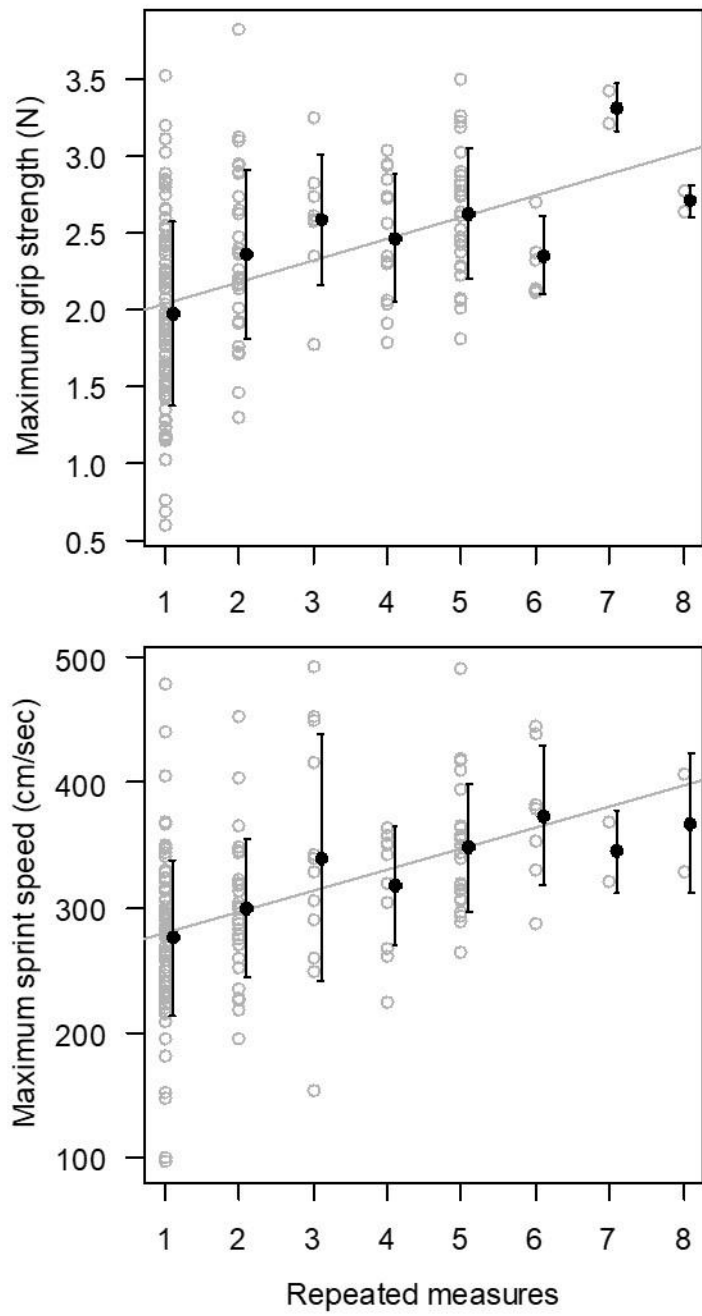 Maximum grip strength (N)
3.5
3.0
2.5
2.0
1.5
1.0
0.5
1 2 3 4 5 6 7 8
Maximum sprint speed (cm/sec)
500
400
300
200
100
1 2 3 4 5 6 7 8
Repeated measures